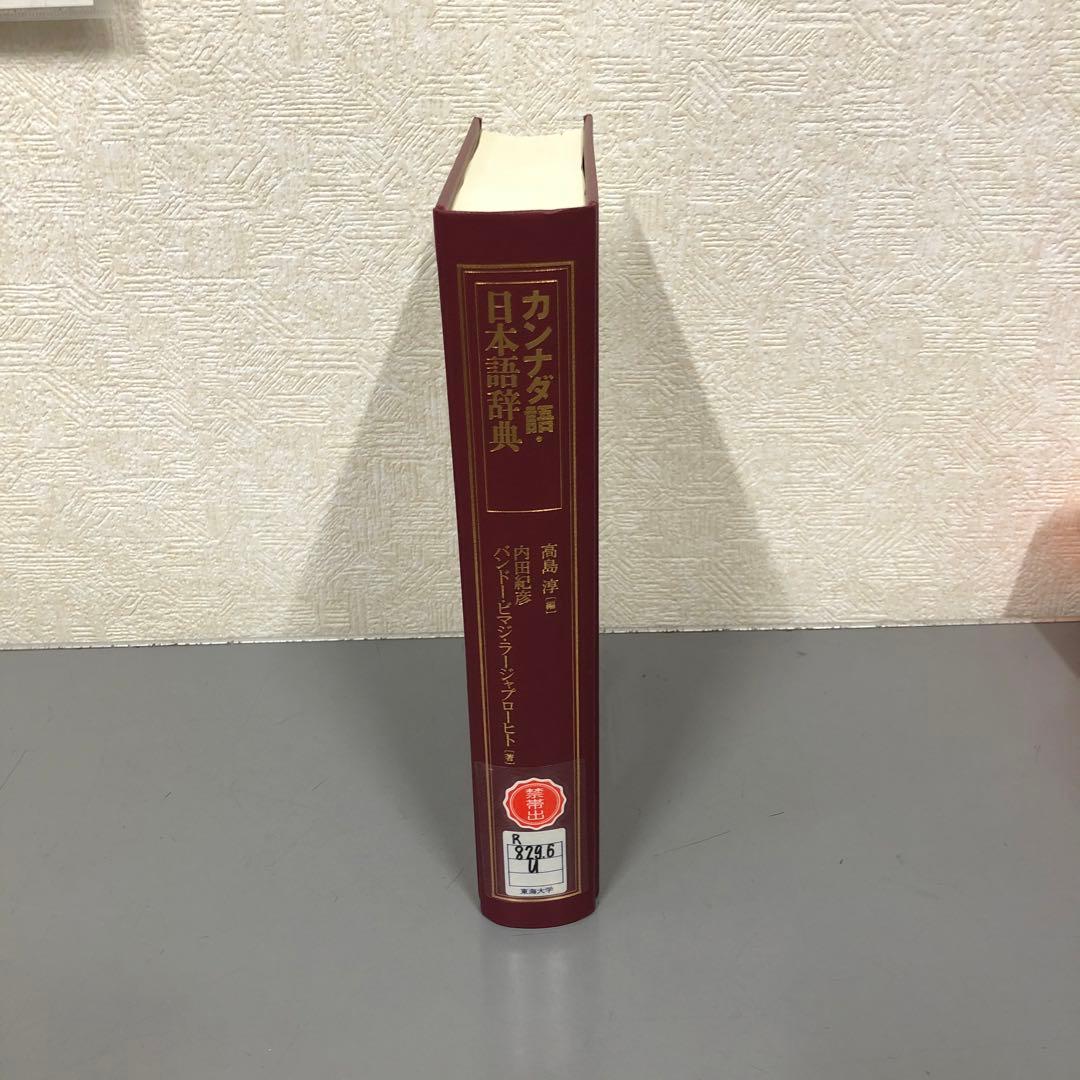 カンナダ語・
日本語辞典
高島 淳［編］
内田紀彦
バンドー・ビマジ・ラージャプローヒト［著］
禁帯出
R
829.6
U
東海大学